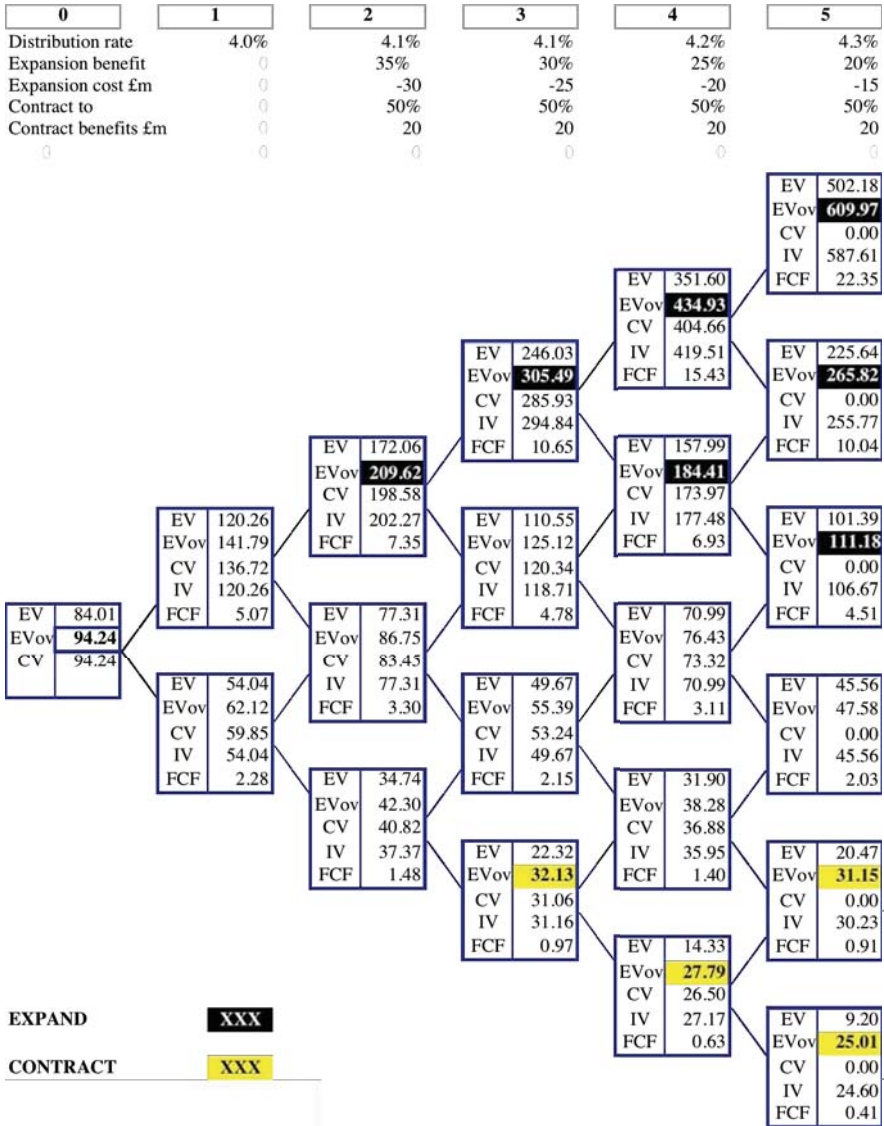 0 1 2 3 4 5
Distribution rate 4.0% 4.1% 4.1% 4.2% 4.3%
Expansion benefit 0 35% 30% 25% 20%
Expansion cost £m 0 -30 -25 -20 -15
Contract to 0 50% 50% 50% 50%
Contract benefits £m 0 20 20 20 20
0 0 0 0 0 0
EV 84.01
EVov 94.24
CV 94.24
EV 120.26
EVov 141.79
CV 136.72
IV 120.26
FCF 5.07
EV 54.04
EVov 62.12
CV 59.85
IV 54.04
FCF 2.28
EV 172.06
EVov 209.62
CV 198.58
IV 202.27
FCF 7.35
EV 77.31
EVov 86.75
CV 83.45
IV 77.31
FCF 3.30
EV 34.74
EVov 42.30
CV 40.82
IV 37.37
FCF 1.48
EV 246.03
EVov 305.49
CV 285.93
IV 294.84
FCF 10.65
EV 110.55
EVov 125.12
CV 120.34
IV 118.71
FCF 4.78
EV 49.67
EVov 55.39
CV 53.24
IV 49.67
FCF 2.15
EV 22.32
EVov 32.13
CV 31.06
IV 31.16
FCF 0.97
EV 351.60
EVov 434.93
CV 404.66
IV 419.51
FCF 15.43
EV 157.99
EVov 184.41
CV 173.97
IV 177.48
FCF 6.93
EV 70.99
EVov 76.43
CV 73.32
IV 70.99
FCF 3.11
EV 31.90
EVov 38.28
CV 36.88
IV 35.95
FCF 1.40
EV 14.33
EVov 27.79
CV 26.50
IV 27.17
FCF 0.63
EV 502.18
EVov 609.97
CV 0.00
IV 587.61
FCF 22.35
EV 225.64
EVov 265.82
CV 0.00
IV 255.77
FCF 10.04
EV 101.39
EVov 111.18
CV 0.00
IV 106.67
FCF 4.51
EV 45.56
EVov 47.58
CV 0.00
IV 45.56
FCF 2.03
EV 20.47
EVov 31.15
CV 0.00
IV 30.23
FCF 0.91
EV 9.20
EVov 25.01
CV 0.00
IV 24.60
FCF 0.41
EXPAND XXX
CONTRACT XXX